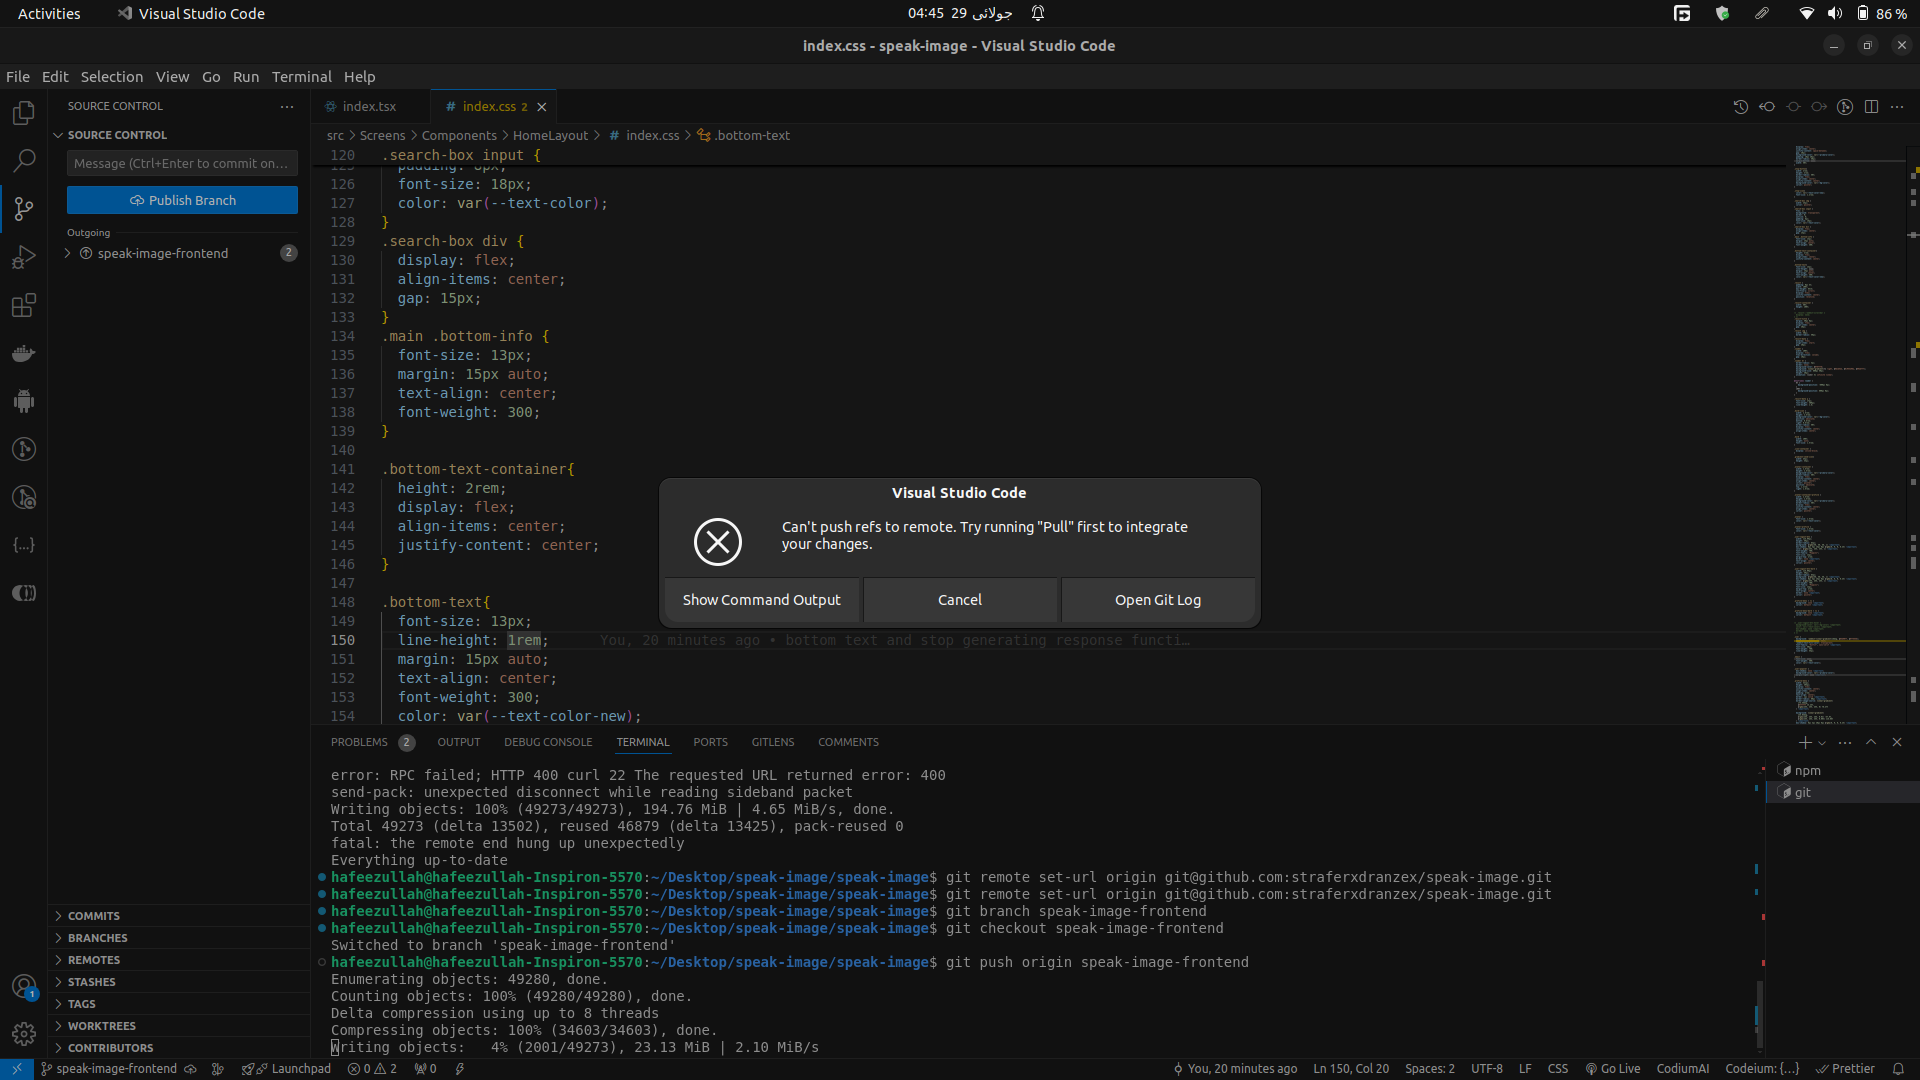 Activities
Visual Studio Code
جولائی 29 04:45
86 %
index.css - speak-image - Visual Studio Code
File Edit Selection View Go Run Terminal Help
SOURCE CONTROL
SOURCE CONTROL
Message (Ctrl+Enter to commit on...
Publish Branch
Outgoing
speak-image-frontend 2
COMMITS
BRANCHES
REMOTES
STASHES
TAGS
WORKTREES
CONTRIBUTORS
index.tsx
# index.css 2
src > Screens > Components > HomeLayout > # index.css > .bottom-text
120 .search-box input {
126 font-size: 18px;
127 color: var(--text-color);
128 }
129 .search-box div {
130 display: flex;
131 align-items: center;
132 gap: 15px;
133 }
134 .main .bottom-info {
135 font-size: 13px;
136 margin: 15px auto;
137 text-align: center;
138 font-weight: 300;
139 }
140
141 .bottom-text-container{
142 height: 2rem;
143 display: flex;
144 align-items: center;
145 justify-content: center;
146 }
147
148 .bottom-text{
149 font-size: 13px;
150 line-height: 1rem; You, 20 minutes ago • bottom text and stop generating response functi...
151 margin: 15px auto;
152 text-align: center;
153 font-weight: 300;
154 color: var(--text-color-new);
Visual Studio Code
Can't push refs to remote. Try running "Pull" first to integrate
your changes.
Show Command Output
Cancel
Open Git Log
PROBLEMS 2 OUTPUT DEBUG CONSOLE TERMINAL PORTS GITLENS COMMENTS
error: RPC failed; HTTP 400 curl 22 The requested URL returned error: 400
send-pack: unexpected disconnect while reading sideband packet
Writing objects: 100% (49273/49273), 194.76 MiB | 4.65 MiB/s, done.
Total 49273 (delta 13502), reused 46879 (delta 13425), pack-reused 0
fatal: the remote end hung up unexpectedly
Everything up-to-date
hafeezullah@hafeezullah-Inspiron-5570:~/Desktop/speak-image/speak-image$ git remote set-url origin git@github.com:straferxdranzex/speak-image.git
hafeezullah@hafeezullah-Inspiron-5570:~/Desktop/speak-image/speak-image$ git remote set-url origin git@github.com:straferxdranzex/speak-image.git
hafeezullah@hafeezullah-Inspiron-5570:~/Desktop/speak-image/speak-image$ git branch speak-image-frontend
hafeezullah@hafeezullah-Inspiron-5570:~/Desktop/speak-image/speak-image$ git checkout speak-image-frontend
Switched to branch 'speak-image-frontend'
hafeezullah@hafeezullah-Inspiron-5570:~/Desktop/speak-image/speak-image$ git push origin speak-image-frontend
Enumerating objects: 49280, done.
Counting objects: 100% (49280/49280), done.
Delta compression using up to 8 threads
Compressing objects: 100% (34603/34603), done.
Writing objects: 4% (2001/49273), 23.13 MiB | 2.10 MiB/s
npm
git
1
speak-image-frontend
Launchpad
0 2 0
You, 20 minutes ago Ln 150, Col 20 Spaces: 2 UTF-8 LF CSS Go Live CodiumAI Codeium: {...} Prettier